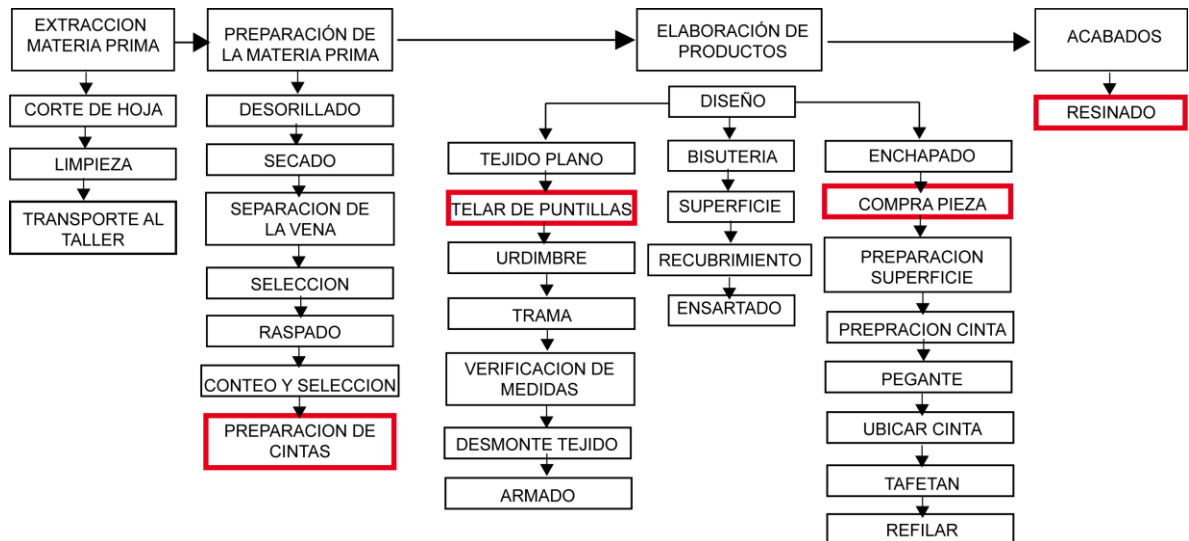 EXTRACCION
MATERIA PRIMA
CORTE DE HOJA
LIMPIEZA
TRANSPORTE AL
TALLER
PREPARACIÓN DE
LA MATERIA PRIMA
DESORILLADO
SECADO
SEPARACION DE
LA VENA
SELECCION
RASPADO
CONTEO Y SELECCION
PREPARACION DE
CINTAS
ELABORACIÓN DE
PRODUCTOS
DISEÑO
TEJIDO PLANO
TELAR DE PUNTILLAS
URDIMBRE
TRAMA
VERIFICACION DE
MEDIDAS
DESMONTE TEJIDO
ARMADO
BISUTERIA
SUPERFICIE
RECUBRIMIENTO
ENSARTADO
ENCHAPADO
COMPRA PIEZA
PREPARACION
SUPERFICIE
PREPRACION CINTA
PEGANTE
UBICAR CINTA
TAFETAN
REFILAR
ACABADOS
RESINADO